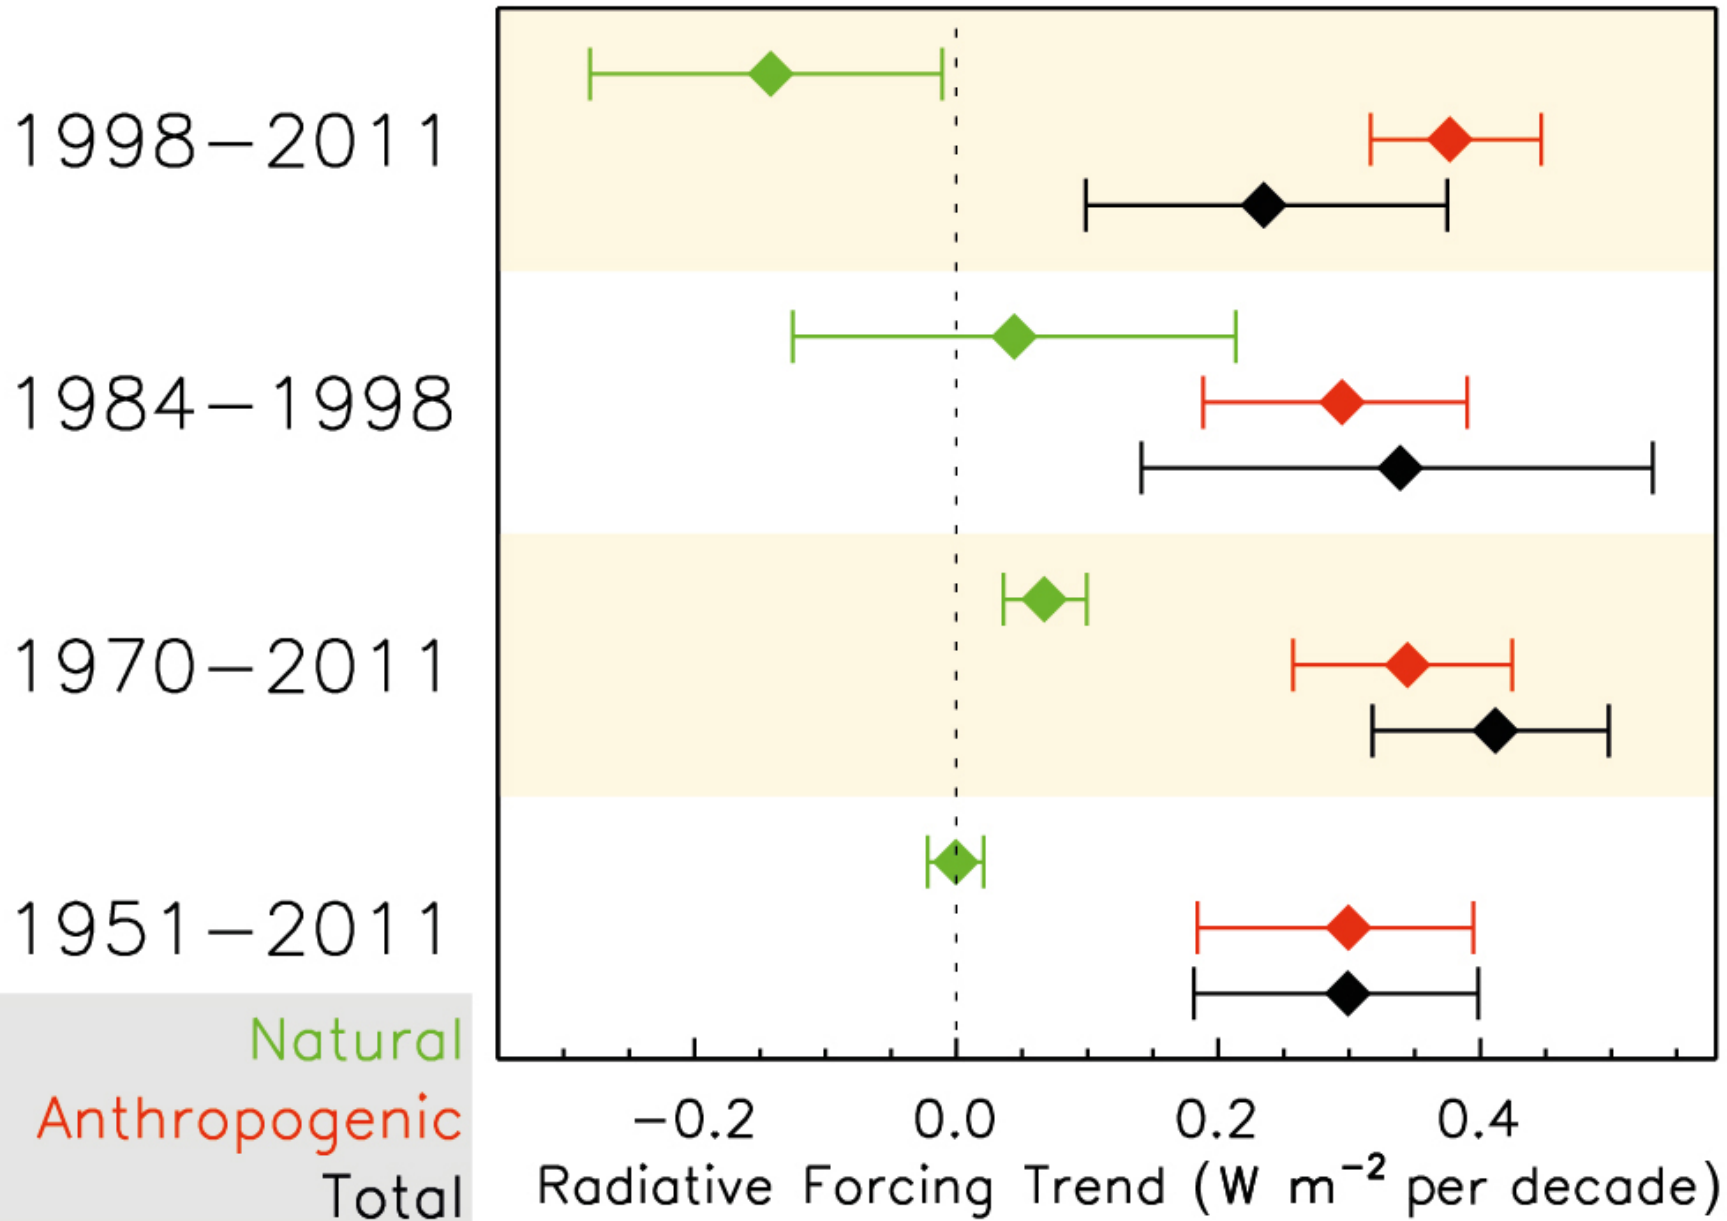 1998–2011
1984–1998
1970–2011
1951–2011
Natural
Anthropogenic
Total
−0.2 0.0 0.2 0.4
Radiative Forcing Trend (W m⁻² per decade)